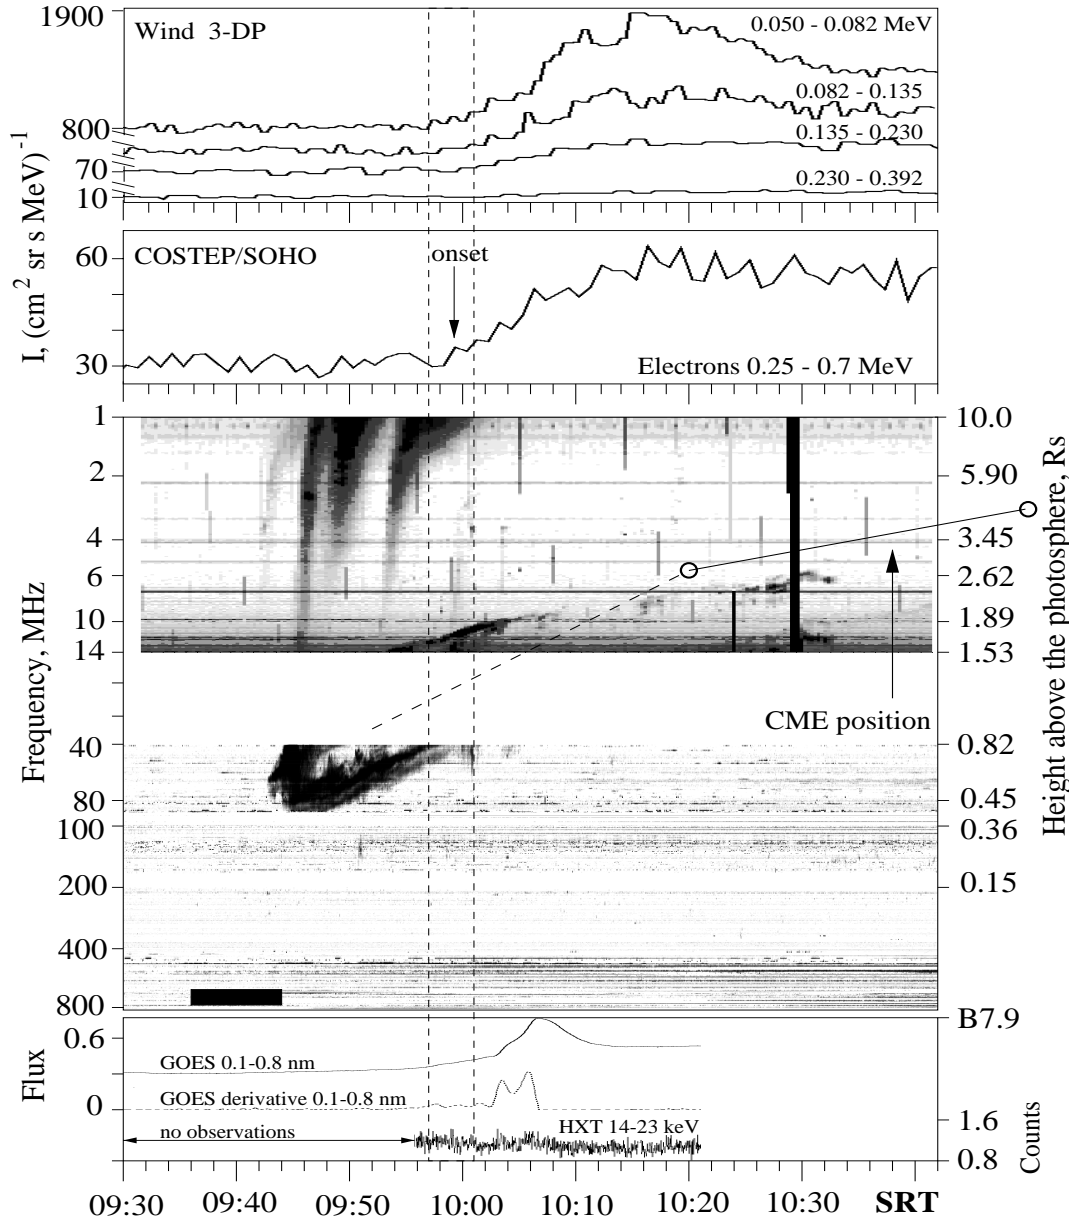 1900
Wind 3-DP
0.050 - 0.082 MeV
0.082 - 0.135
800
0.135 - 0.230
70
0.230 - 0.392
10
I, (cm² sr s MeV)⁻¹
60
COSTEP/SOHO
onset
30
Electrons 0.25 - 0.7 MeV
1
2
4
6
10
14
40
80
100
200
400
800
Frequency, MHz
10.0
5.90
3.45
2.62
1.89
1.53
0.82
0.45
0.36
0.15
Height above the photosphere, Rs
CME position
Flux
0.6
0
GOES 0.1-0.8 nm
GOES derivative 0.1-0.8 nm
no observations
HXT 14-23 keV
B7.9
1.6
0.8
Counts
09:30
09:40
09:50
10:00
10:10
10:20
10:30
SRT